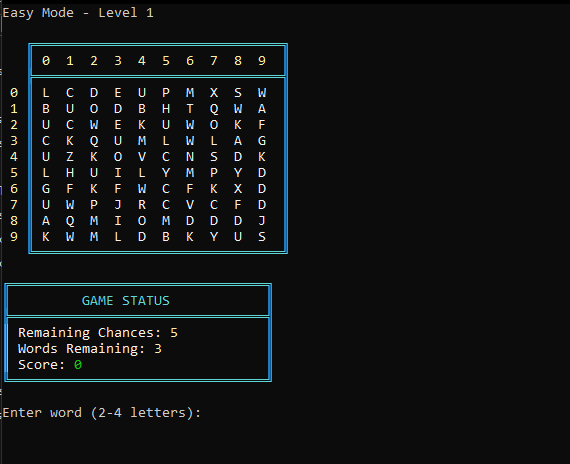 Easy Mode - Level 1
0 1 2 3 4 5 6 7 8 9
0 L C D E U P M X S W
1 B U O D B H T Q W A
2 U C W E K U W O K F
3 C K Q U M L W L A G
4 U Z K O V C N S D K
5 L H U I L Y M P Y D
6 G F K F W C F K X D
7 U W P J R C V C F D
8 A Q M I O M D D D J
9 K W M L D B K Y U S
GAME STATUS
Remaining Chances: 5
Words Remaining: 3
Score: 0
Enter word (2-4 letters):